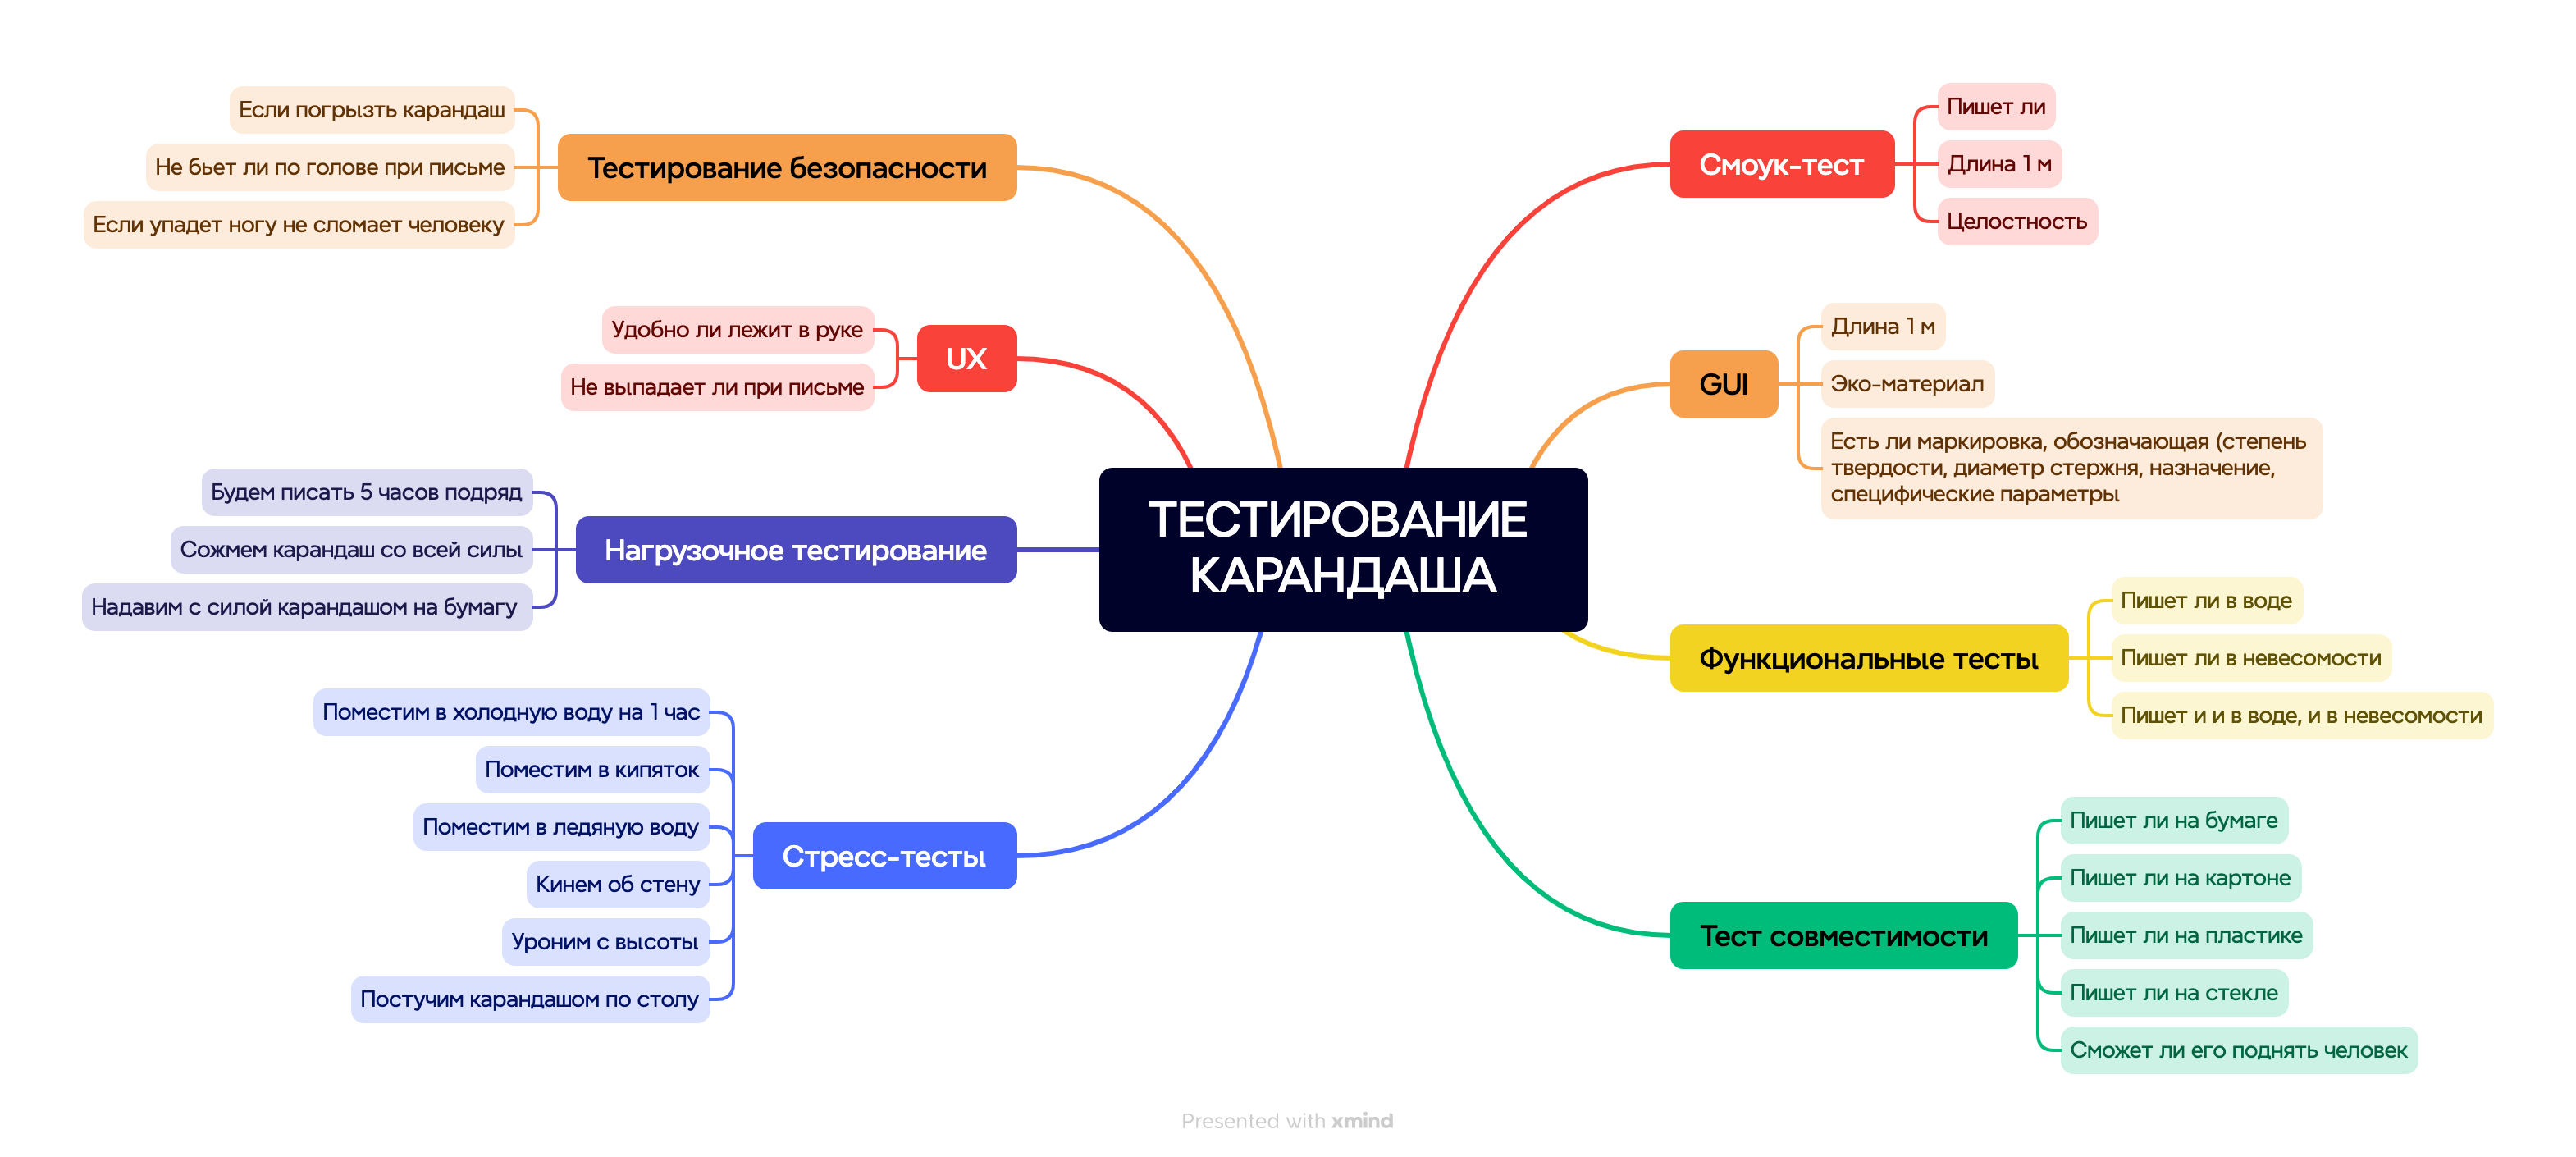 ТЕСТИРОВАНИЕ
КАРАНДАША
Смоук-тест
Пишет ли
Длина 1 м
Целостность
GUI
Длина 1 м
Эко-материал
Есть ли маркировка, обозначающая (степень
твердости, диаметр стержня, назначение,
специфические параметры
Функциональные тесты
Пишет ли в воде
Пишет ли в невесомости
Пишет и и в воде, и в невесомости
Тест совместимости
Пишет ли на бумаге
Пишет ли на картоне
Пишет ли на пластике
Пишет ли на стекле
Сможет ли его поднять человек
Тестирование безопасности
Если погрызть карандаш
Не бьет ли по голове при письме
Если упадет ногу не сломает человеку
UX
Удобно ли лежит в руке
Не выпадает ли при письме
Нагрузочное тестирование
Будем писать 5 часов подряд
Сожмем карандаш со всей силы
Надавим с силой карандашом на бумагу
Стресс-тесты
Поместим в холодную воду на 1 час
Поместим в кипяток
Поместим в ледяную воду
Кинем об стену
Уроним с высоты
Постучим карандашом по столу
Presented with xmind